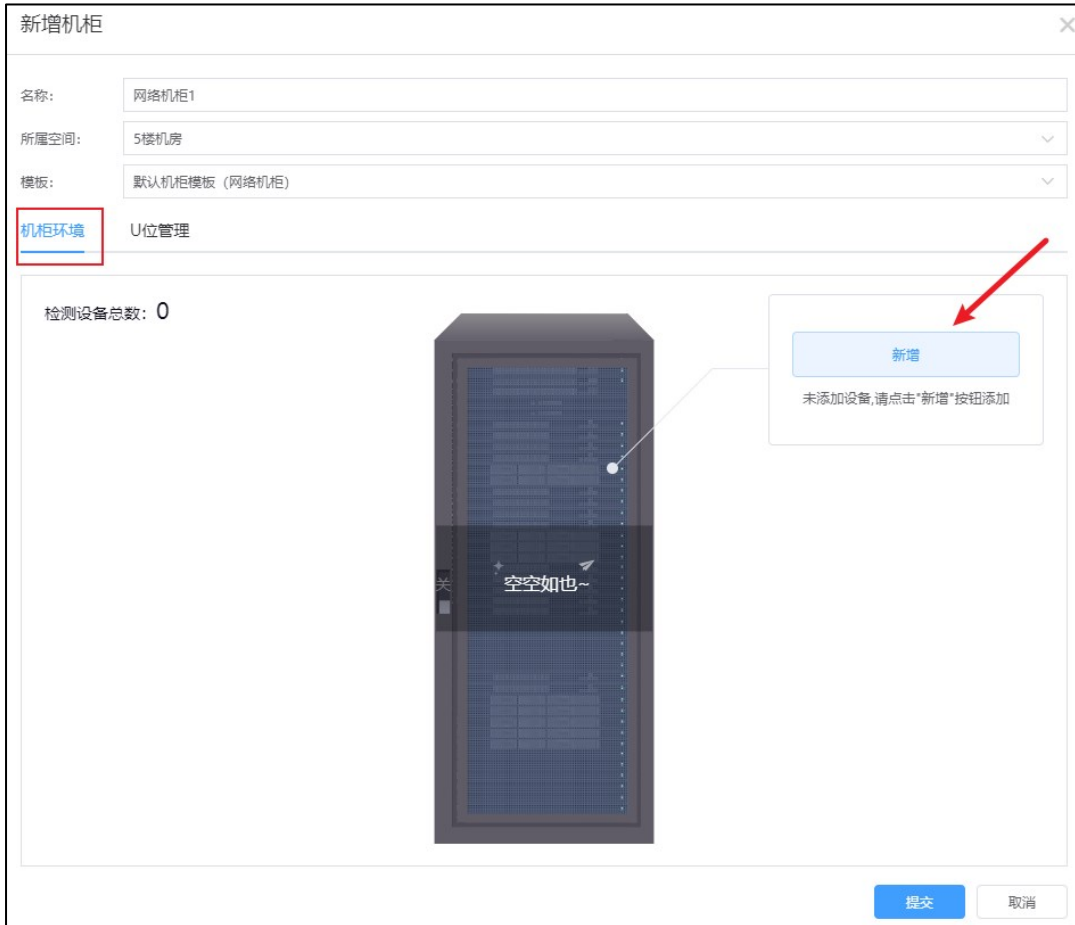 新增机柜
名称: 网络机柜1
所属空间: 5楼机房
模板: 默认机柜模板（网络机柜）
机柜环境 U位管理
检测设备总数: 0
新增
未添加设备,请点击"新增"按钮添加
关
空空如也~
提交 取消